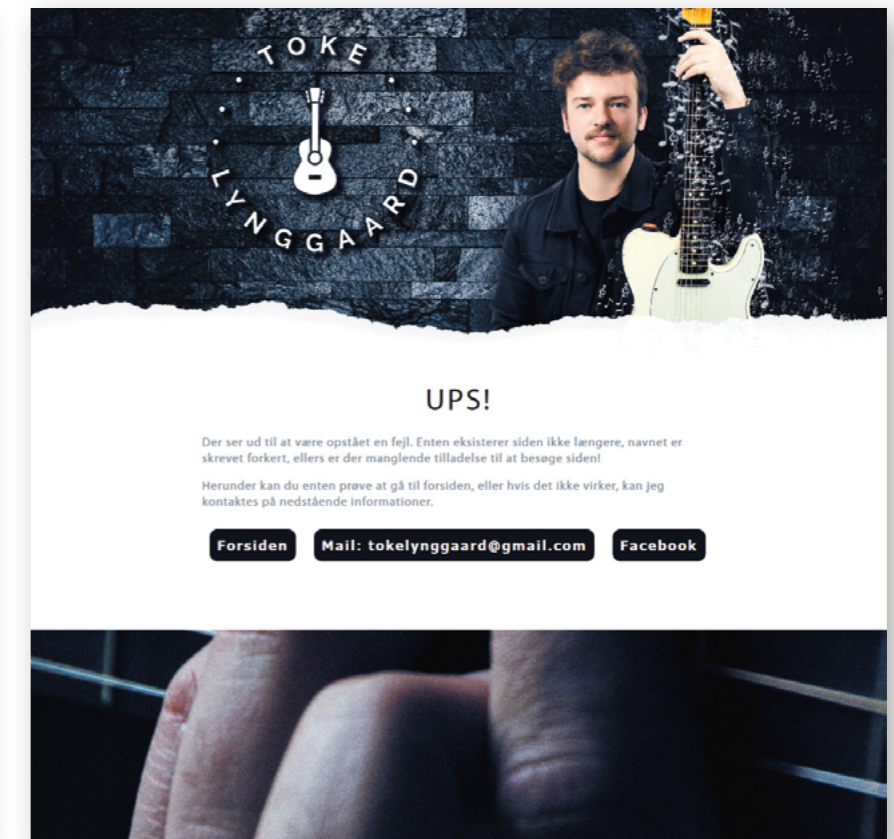 TOKE
LYNGGAARD
UPS!
Der ser ud til at være opstået en fejl. Enten eksisterer siden ikke længere, navnet er
skrevet forkert, ellers er der manglende tilladelse til at besøge siden!
Herunder kan du enten prøve at gå til forsiden, eller hvis det ikke virker, kan jeg
kontaktes på nedstående informationer.
Forsiden Mail: tokelynggaard@gmail.com Facebook